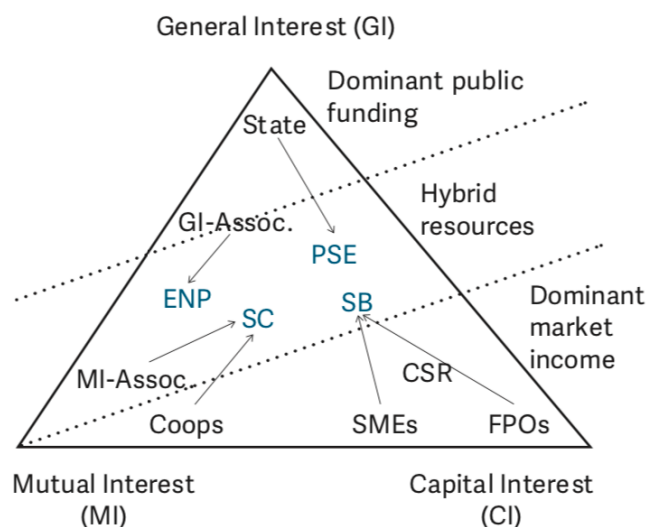 General Interest (GI)
Dominant public
funding
State
Hybrid
resources
GI-Assoc.
PSE
ENP
SB
SC
Dominant
market
income
MI-Assoc.
CSR
Coops
SMEs
FPOs
Mutual Interest
(MI)
Capital Interest
(CI)